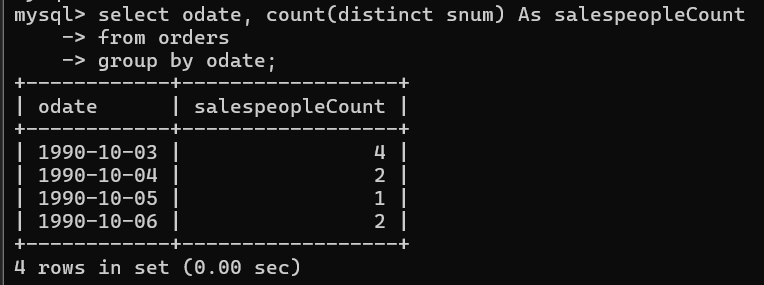 mysql> select odate, count(distinct snum) As salespeopleCount
    -> from orders
    -> group by odate;
+------------+------------------+
| odate      | salespeopleCount |
+------------+------------------+
| 1990-10-03 |                4 |
| 1990-10-04 |                2 |
| 1990-10-05 |                1 |
| 1990-10-06 |                2 |
+------------+------------------+
4 rows in set (0.00 sec)